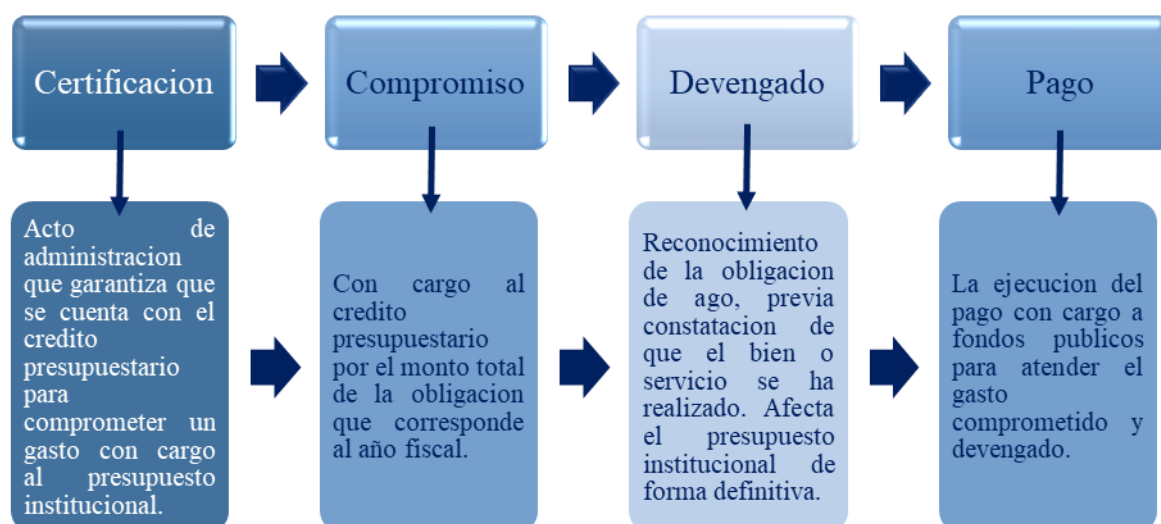 Certificacion
Compromiso
Devengado
Pago
Acto de
administracion
que garantiza que
se cuenta con el
credito
presupuestario
para
comprometer un
gasto con cargo
al presupuesto
institucional.
Con cargo al
credito
presupuestario
por el monto total
de la obligacion
que corresponde
al año fiscal.
Reconocimiento
de la obligacion
de ago, previa
constatacion de
que el bien o
servicio se ha
realizado. Afecta
el presupuesto
institucional de
forma definitiva.
La ejecucion del
pago con cargo a
fondos publicos
para atender el
gasto
comprometido y
devengado.